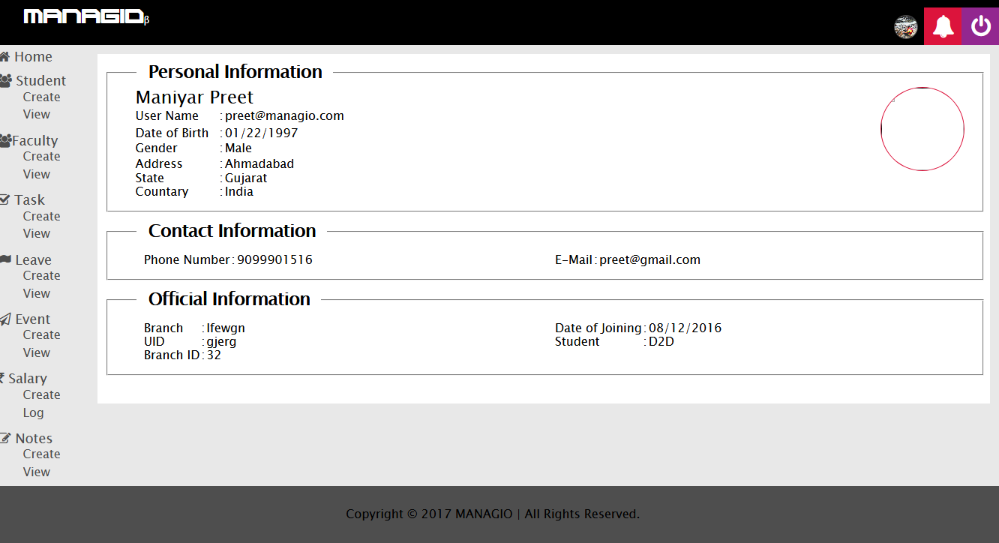 MANAGIO β
Home
Student
Create
View
Faculty
Create
View
Task
Create
View
Leave
Create
View
Event
Create
View
Salary
Create
Log
Notes
Create
View
Personal Information
Maniyar Preet
User Name : preet@managio.com
Date of Birth : 01/22/1997
Gender : Male
Address : Ahmadabad
State : Gujarat
Countary : India
Contact Information
Phone Number : 9099901516 E-Mail : preet@gmail.com
Official Information
Branch : lfewgn Date of Joining : 08/12/2016
UID : gjerg Student : D2D
Branch ID : 32
Copyright © 2017 MANAGIO | All Rights Reserved.